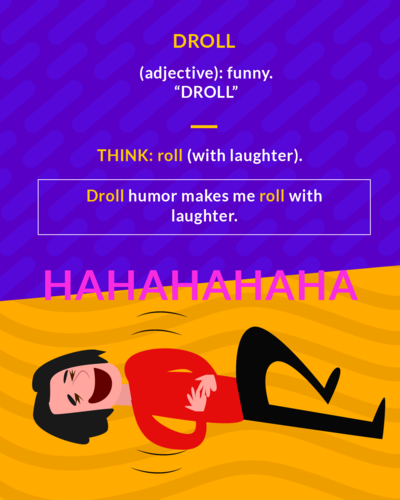 DROLL
(adjective): funny.
“DROLL”
THINK: roll (with laughter).
Droll humor makes me roll with
laughter.
HAHAHAHAHAHA